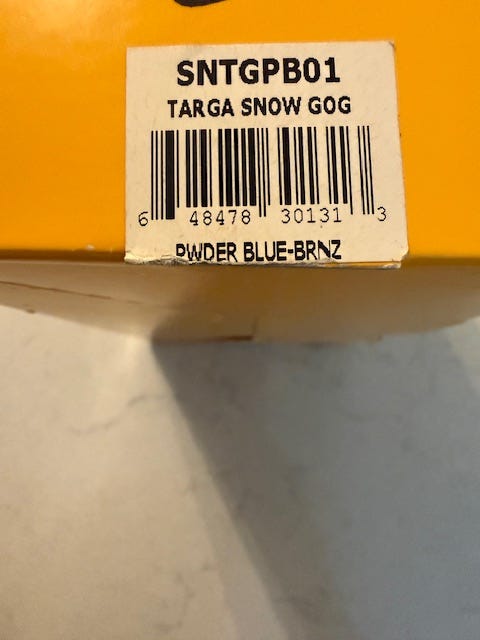 SNTGPB01
TARGA SNOW GOG
6 48478 30131 3
PWDER BLUE-BRNZ